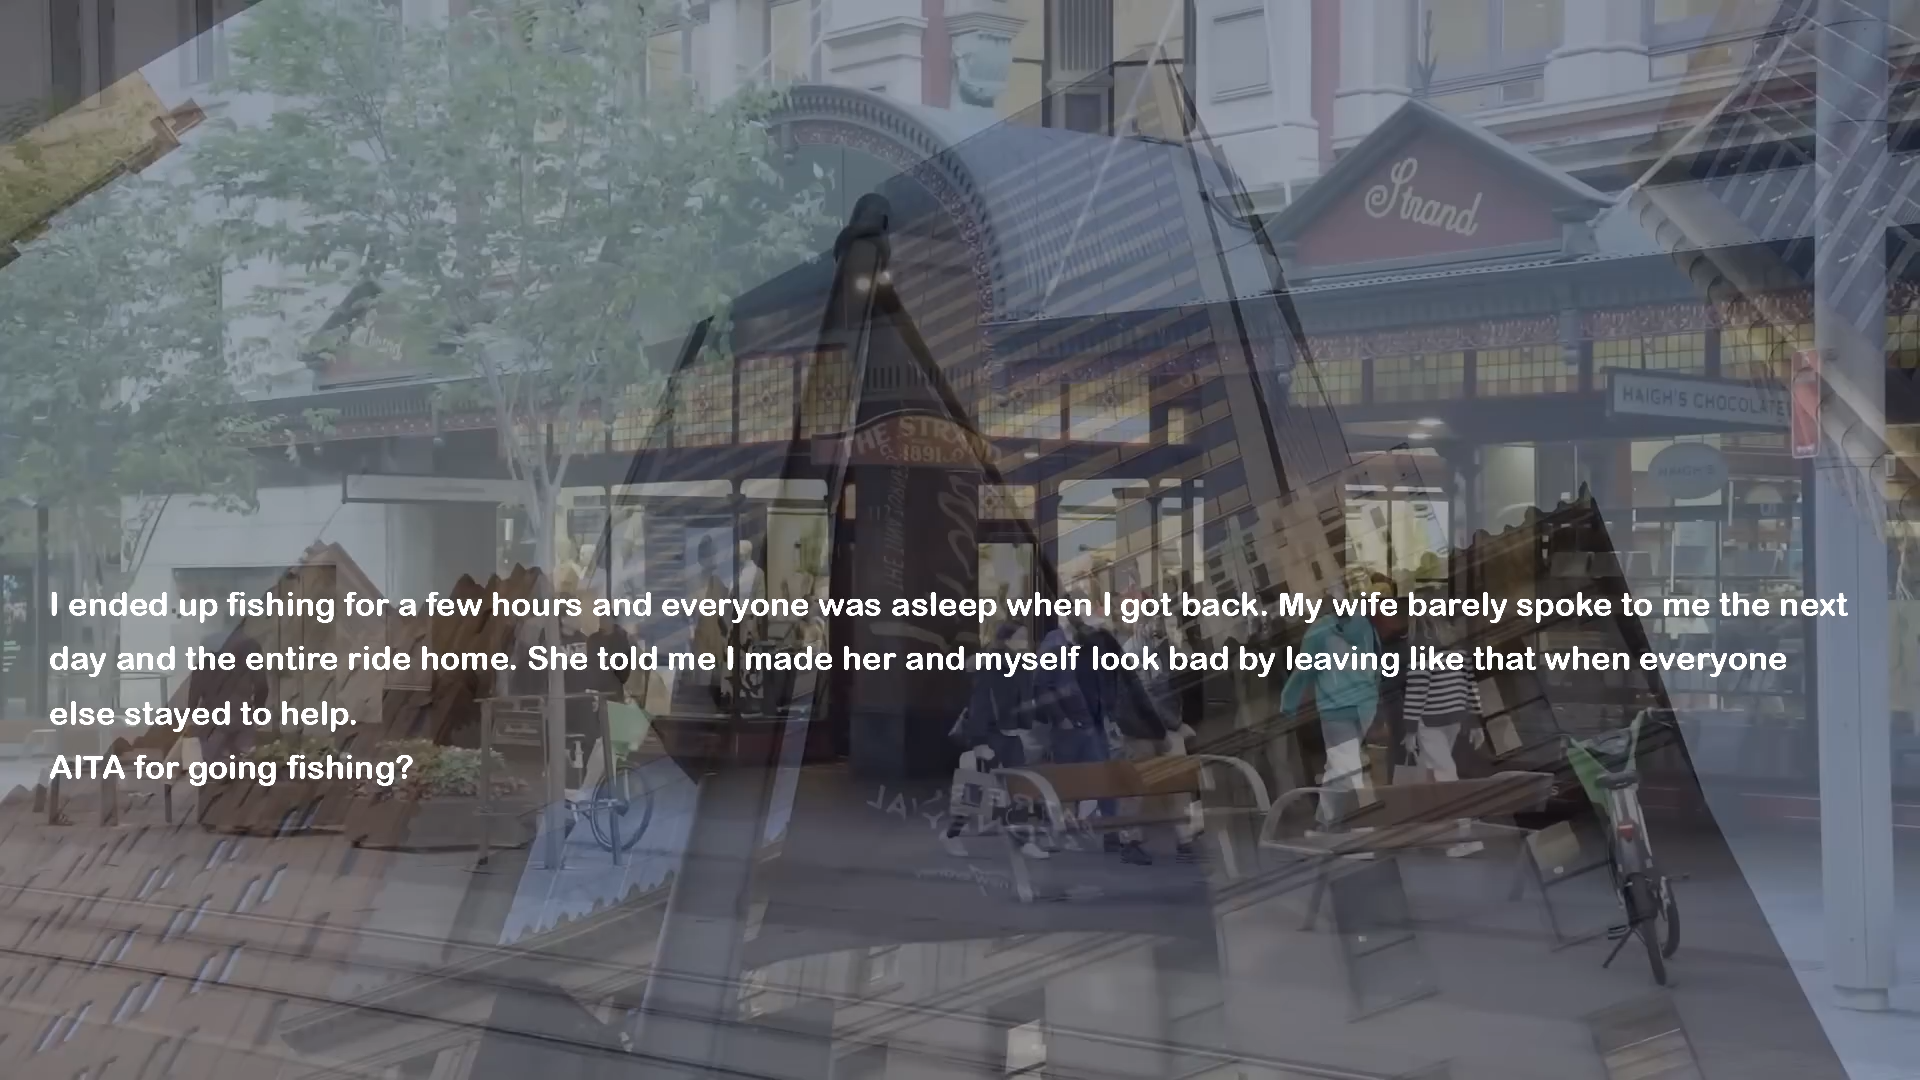 Strand
HAIGH'S CHOCOLATE
HAIGH'S
THE STRAND
1891
I ended up fishing for a few hours and everyone was asleep when I got back. My wife barely spoke to me the next
day and the entire ride home. She told me I made her and myself look bad by leaving like that when everyone
else stayed to help.
AITA for going fishing?